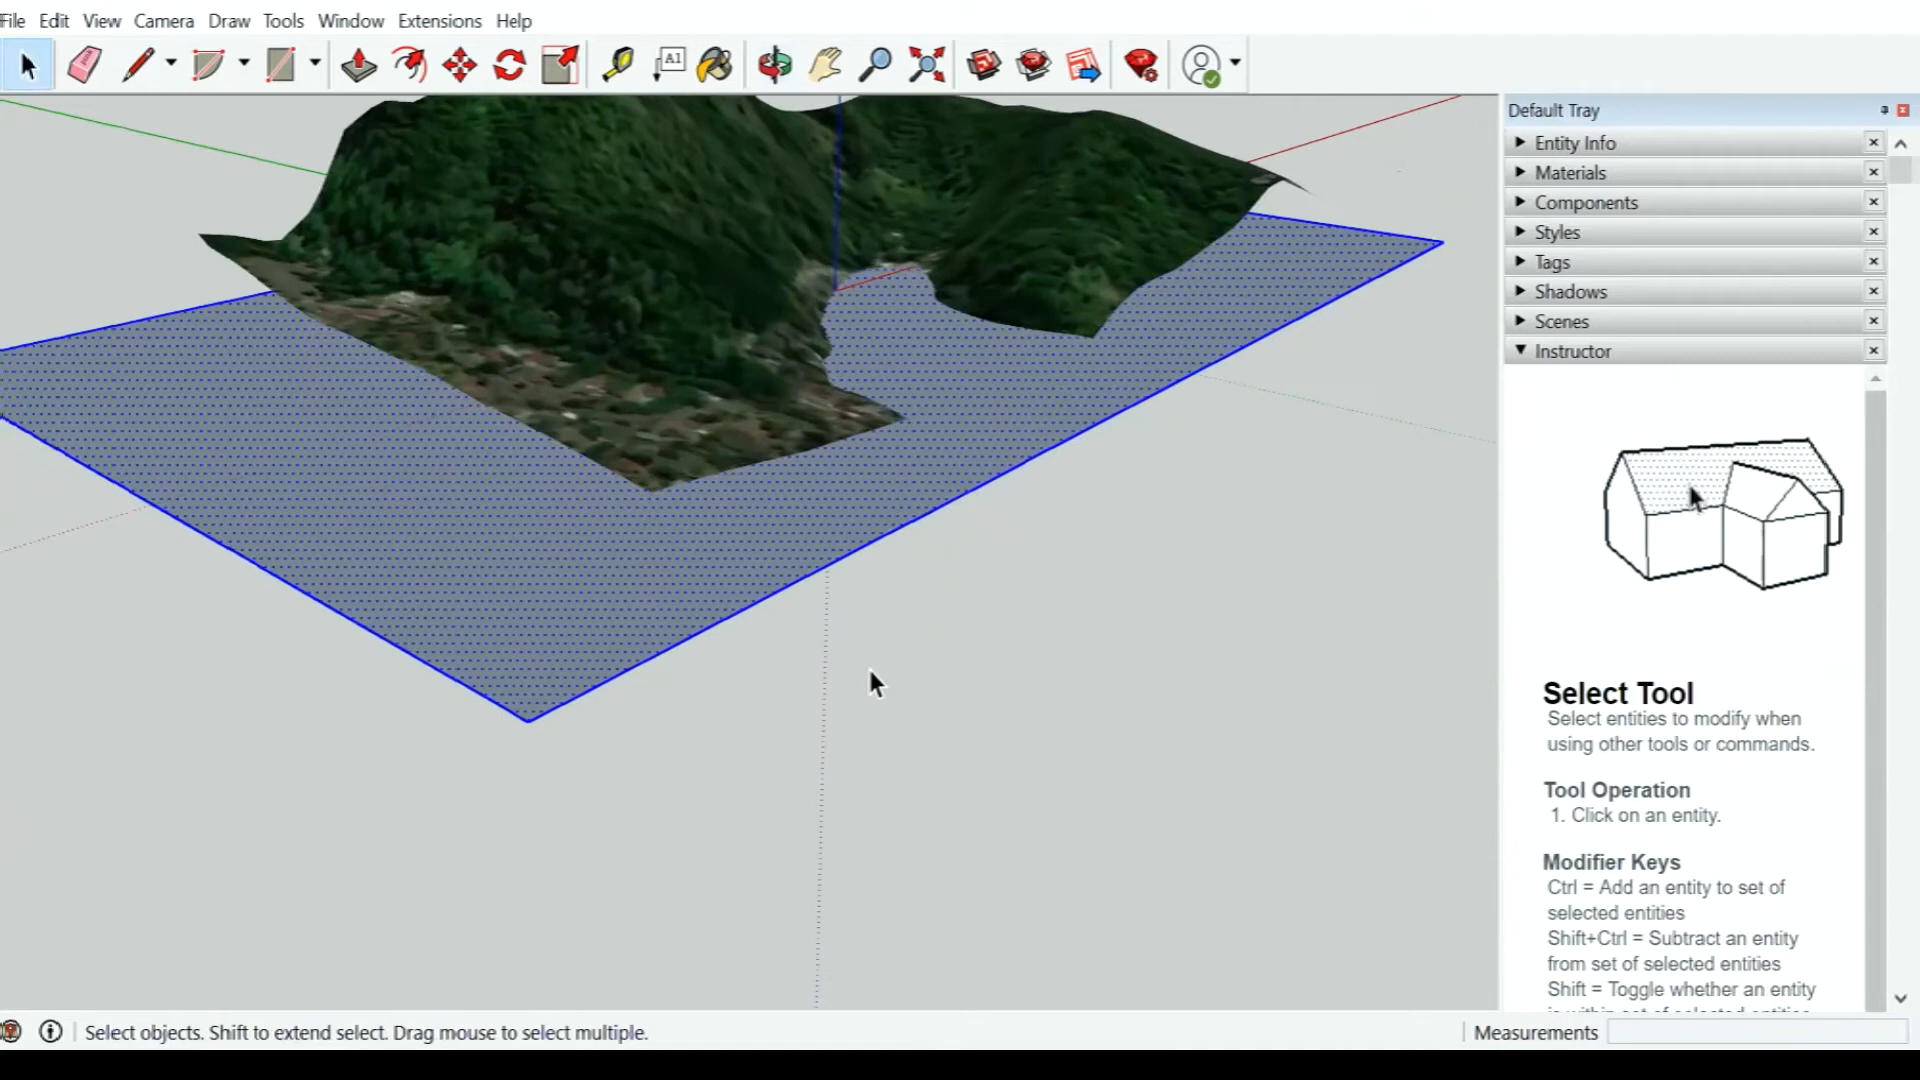 File Edit View Camera Draw Tools Window Extensions Help
A1
Default Tray
Entity Info
Materials
Components
Styles
Tags
Shadows
Scenes
Instructor
Select Tool
Select entities to modify when
using other tools or commands.
Tool Operation
1. Click on an entity.
Modifier Keys
Ctrl = Add an entity to set of
selected entities
Shift+Ctrl = Subtract an entity
from set of selected entities
Shift = Toggle whether an entity
Select objects. Shift to extend select. Drag mouse to select multiple.
Measurements